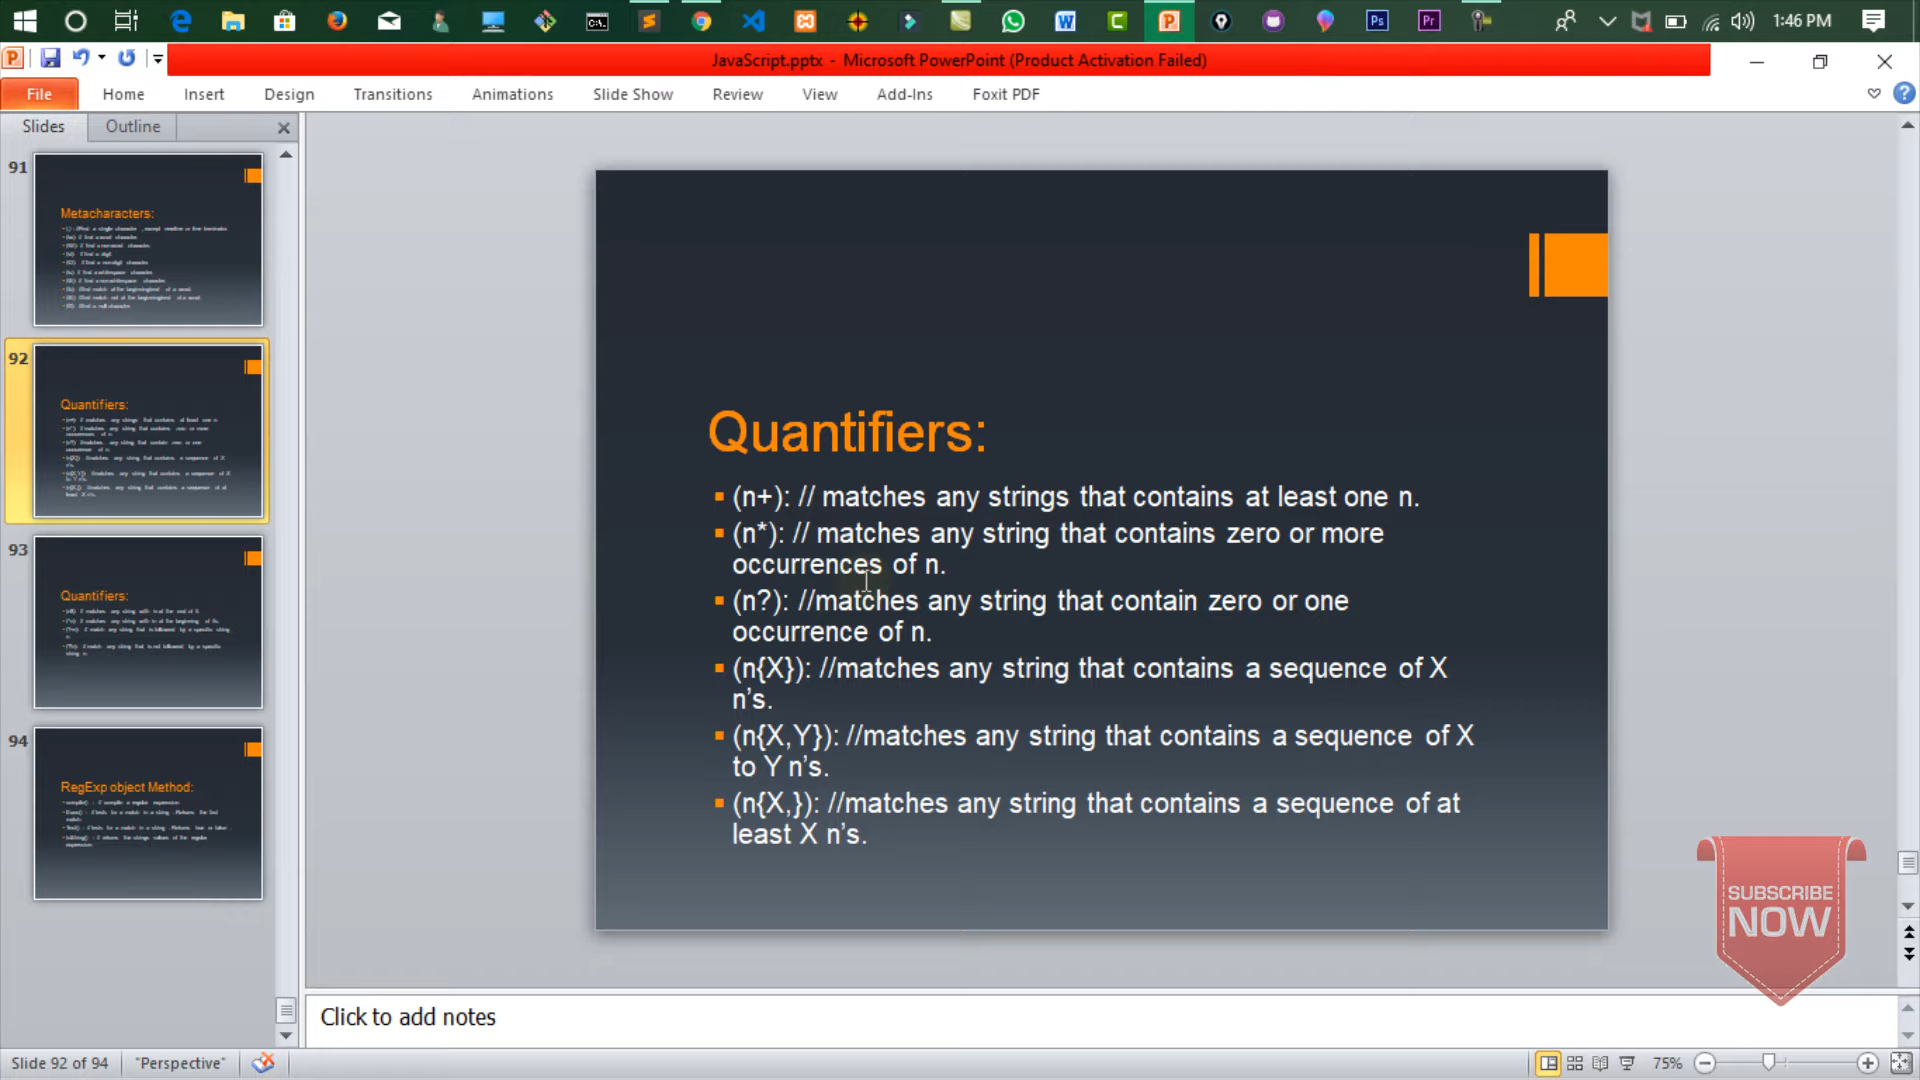 1:46 PM
JavaScript.pptx - Microsoft PowerPoint (Product Activation Failed)
File Home Insert Design Transitions Animations Slide Show Review View Add-Ins Foxit PDF
Slides Outline
91
Metacharacters:
92
Quantifiers:
93
Quantifiers:
94
RegExp object Method:
Quantifiers:
(n+): // matches any strings that contains at least one n.
(n*): // matches any string that contains zero or more
occurrences of n.
(n?): //matches any string that contain zero or one
occurrence of n.
(n{X}): //matches any string that contains a sequence of X
n’s.
(n{X,Y}): //matches any string that contains a sequence of X
to Y n’s.
(n{X,}): //matches any string that contains a sequence of at
least X n’s.
SUBSCRIBE
NOW
Click to add notes
Slide 92 of 94 "Perspective" 75%